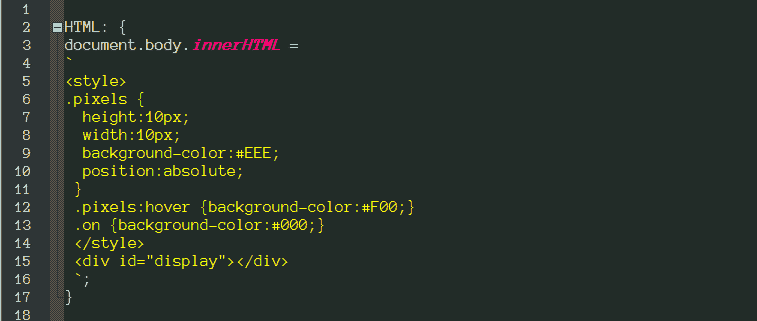 1
2 HTML: {
3 document.body.innerHTML =
4 `
5 <style>
6 .pixels {
7 height:10px;
8 width:10px;
9 background-color:#EEE;
10 position:absolute;
11 }
12 .pixels:hover {background-color:#F00;}
13 .on {background-color:#000;}
14 </style>
15 <div id="display"></div>
16 `;
17 }
18